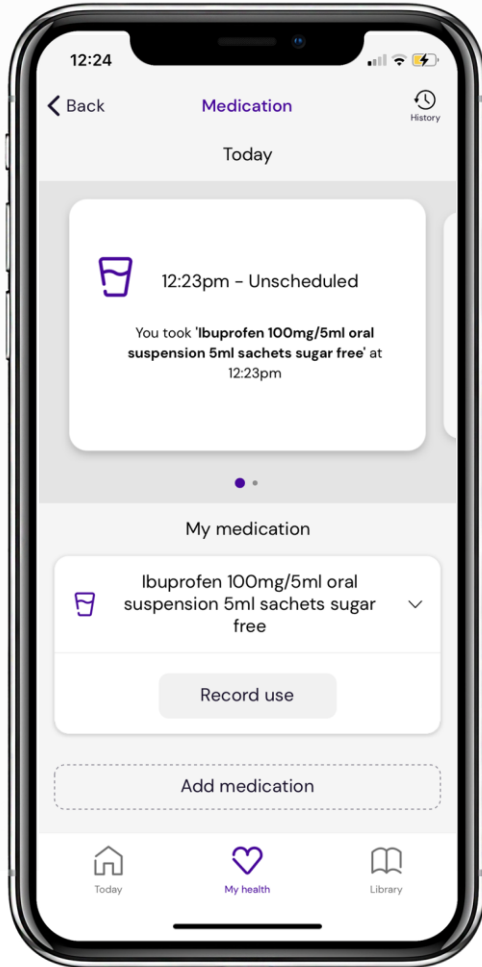 12:24
Back
Medication
History
Today
12:23pm – Unscheduled
You took 'Ibuprofen 100mg/5ml oral
suspension 5ml sachets sugar free' at
12:23pm
My medication
Ibuprofen 100mg/5ml oral
suspension 5ml sachets sugar
free
Record use
Add medication
Today
My health
Library